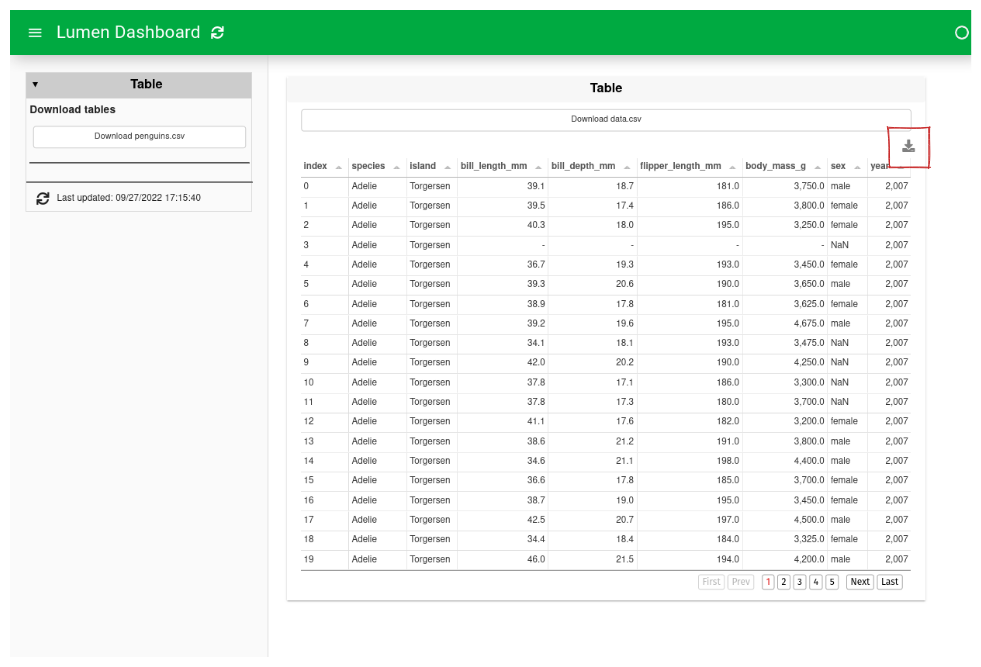 Lumen Dashboard
Table
Download tables
Download penguins.csv
Last updated: 09/27/2022 17:15:40
Table
Download data.csv
index species island bill_length_mm bill_depth_mm flipper_length_mm body_mass_g sex year
0 Adelie Torgersen 39.1 18.7 181.0 3,750.0 male 2,007
1 Adelie Torgersen 39.5 17.4 186.0 3,800.0 female 2,007
2 Adelie Torgersen 40.3 18.0 195.0 3,250.0 female 2,007
3 Adelie Torgersen - - - - NaN 2,007
4 Adelie Torgersen 36.7 19.3 193.0 3,450.0 female 2,007
5 Adelie Torgersen 39.3 20.6 190.0 3,650.0 male 2,007
6 Adelie Torgersen 38.9 17.8 181.0 3,625.0 female 2,007
7 Adelie Torgersen 39.2 19.6 195.0 4,675.0 male 2,007
8 Adelie Torgersen 34.1 18.1 193.0 3,475.0 NaN 2,007
9 Adelie Torgersen 42.0 20.2 190.0 4,250.0 NaN 2,007
10 Adelie Torgersen 37.8 17.1 186.0 3,300.0 NaN 2,007
11 Adelie Torgersen 37.8 17.3 180.0 3,700.0 NaN 2,007
12 Adelie Torgersen 41.1 17.6 182.0 3,200.0 female 2,007
13 Adelie Torgersen 38.6 21.2 191.0 3,800.0 male 2,007
14 Adelie Torgersen 34.6 21.1 198.0 4,400.0 male 2,007
15 Adelie Torgersen 36.6 17.8 185.0 3,700.0 female 2,007
16 Adelie Torgersen 38.7 19.0 195.0 3,450.0 female 2,007
17 Adelie Torgersen 42.5 20.7 197.0 4,500.0 male 2,007
18 Adelie Torgersen 34.4 18.4 184.0 3,325.0 female 2,007
19 Adelie Torgersen 46.0 21.5 194.0 4,200.0 male 2,007
First Prev 1 2 3 4 5 Next Last